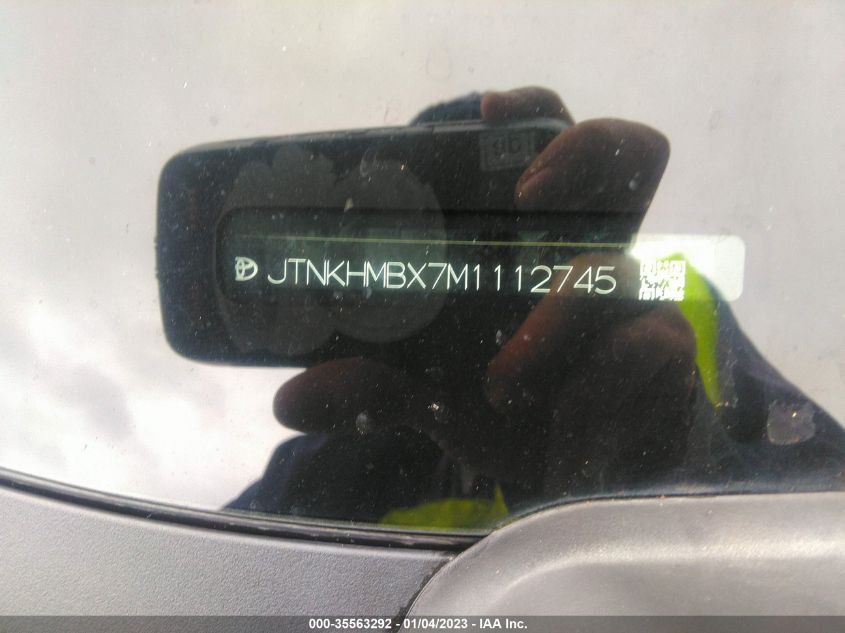 JTNKHMBX7M1112745
000-35563292 - 01/04/2023 - IAA Inc.